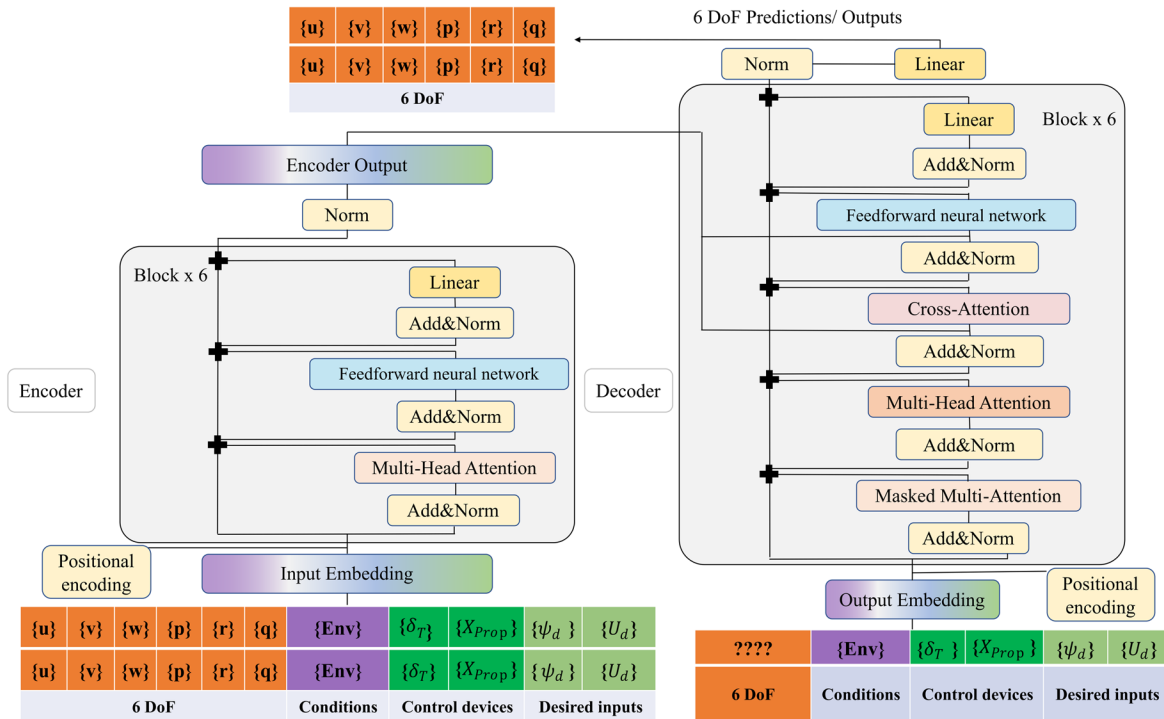 {u} {v} {w} {p} {r} {q}
{u} {v} {w} {p} {r} {q}
6 DoF
6 DoF Predictions/ Outputs
Norm
Linear
Block x 6
Linear
Add&Norm
Feedforward neural network
Add&Norm
Cross-Attention
Add&Norm
Multi-Head Attention
Add&Norm
Masked Multi-Attention
Add&Norm
Decoder
Positional
encoding
Output Embedding
???? {Env} {δ_T } {X_Prop} {ψ_d } {U_d}
6 DoF Conditions Control devices Desired inputs
Encoder Output
Norm
Block x 6
Linear
Add&Norm
Feedforward neural network
Add&Norm
Multi-Head Attention
Add&Norm
Encoder
Positional
encoding
Input Embedding
{u} {v} {w} {p} {r} {q} {Env} {δ_T} {X_Prop} {ψ_d } {U_d}
{u} {v} {w} {p} {r} {q} {Env} {δ_T} {X_Prop} {ψ_d } {U_d}
6 DoF Conditions Control devices Desired inputs